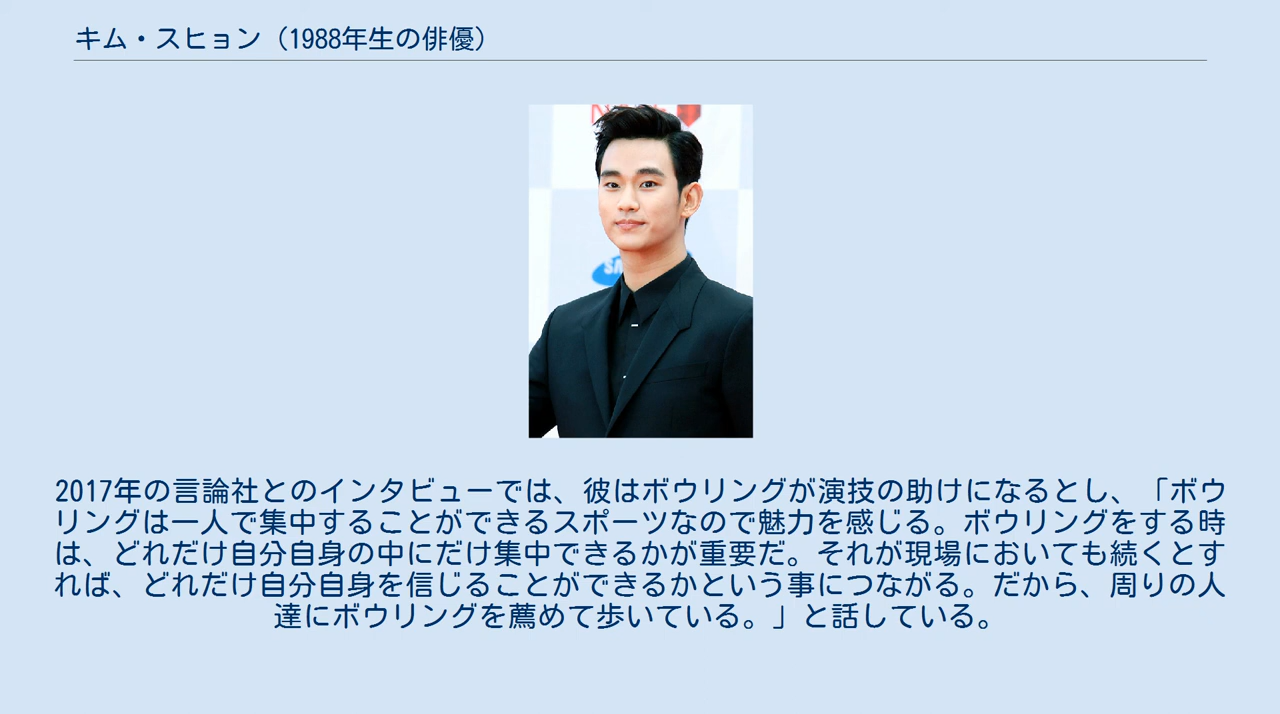 キム・スヒョン（1988年生の俳優）
2017年の言論社とのインタビューでは、彼はボウリングが演技の助けになるとし、「ボウ
リングは一人で集中することができるスポーツなので魅力を感じる。ボウリングをする時
は、どれだけ自分自身の中にだけ集中できるかが重要だ。それが現場においても続くとす
れば、どれだけ自分自身を信じることができるかという事につながる。だから、周りの人
達にボウリングを薦めて歩いている。」と話している。